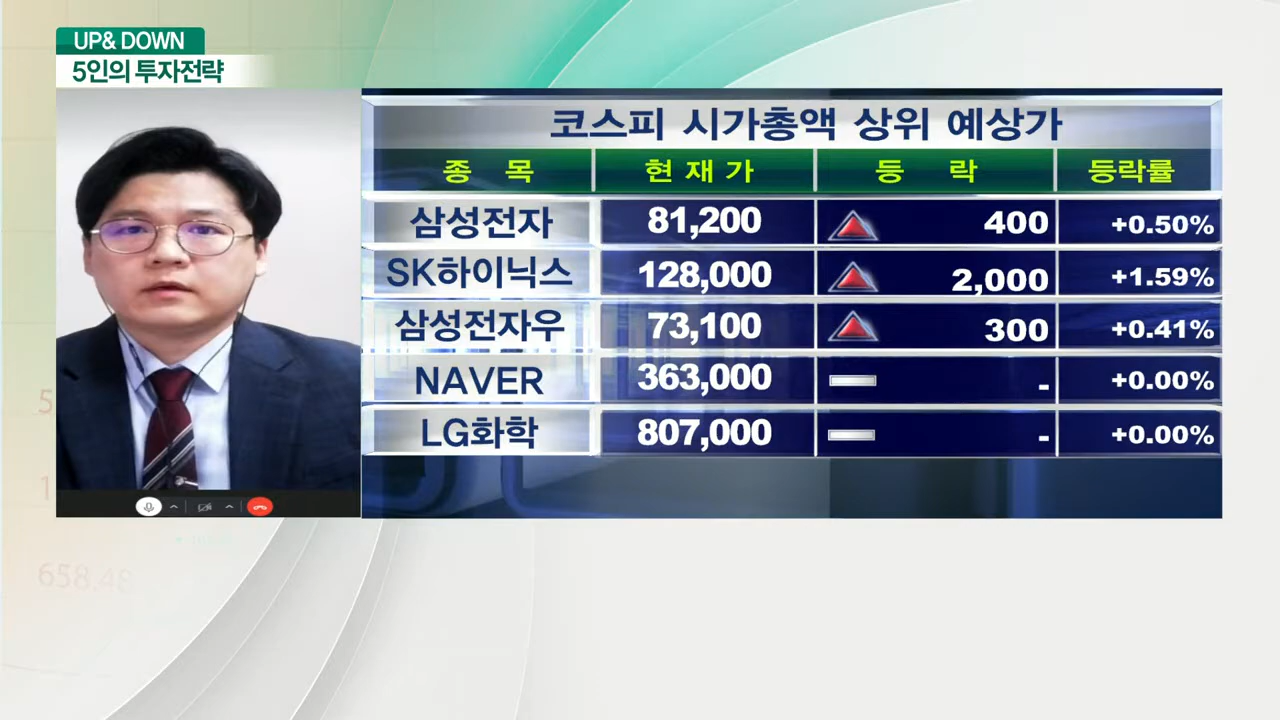 UP& DOWN
5인의 투자전략
코스피 시가총액 상위 예상가
종 목 현 재 가 등 락 등락률
삼성전자 81,200 400 +0.50%
SK하이닉스 128,000 2,000 +1.59%
삼성전자우 73,100 300 +0.41%
NAVER 363,000 - +0.00%
LG화학 807,000 - +0.00%
658.48